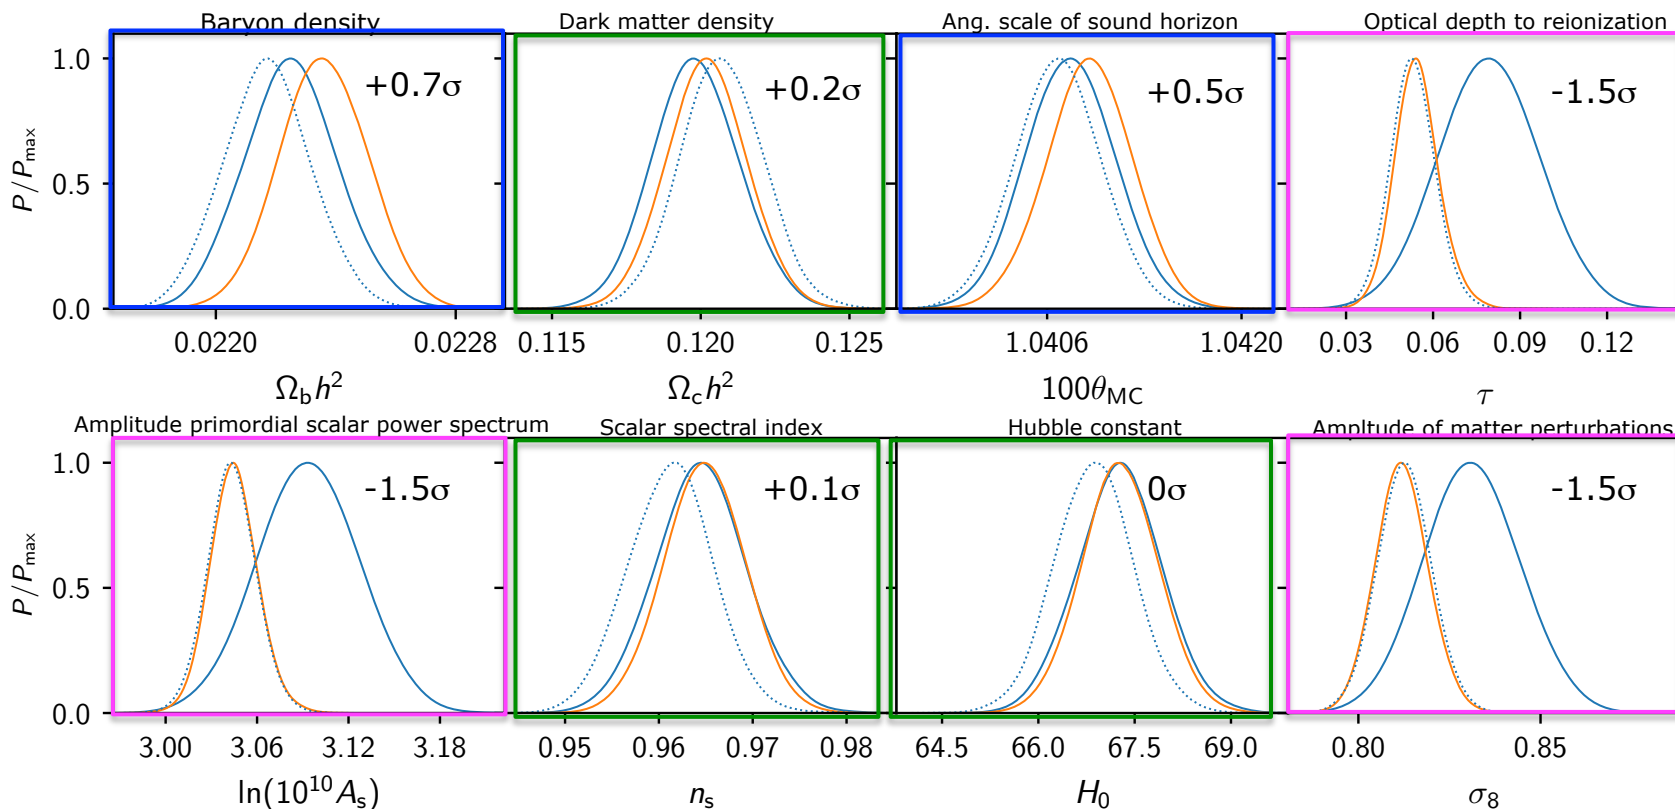 Baryon density
Dark matter density
Ang. scale of sound horizon
Optical depth to reionization
P/Pmax
1.0
0.5
0.0
+0.7σ
+0.2σ
+0.5σ
-1.5σ
0.0220 0.0228
0.115 0.120 0.125
1.0406 1.0420
0.03 0.06 0.09 0.12
Ωbh²
Ωch²
100θMC
τ
Amplitude primordial scalar power spectrum
Scalar spectral index
Hubble constant
Ampltude of matter perturbations
P/Pmax
1.0
0.5
0.0
-1.5σ
+0.1σ
0σ
-1.5σ
3.00 3.06 3.12 3.18
0.95 0.96 0.97 0.98
64.5 66.0 67.5 69.0
0.80 0.85
ln(10¹⁰As)
ns
H0
σ8